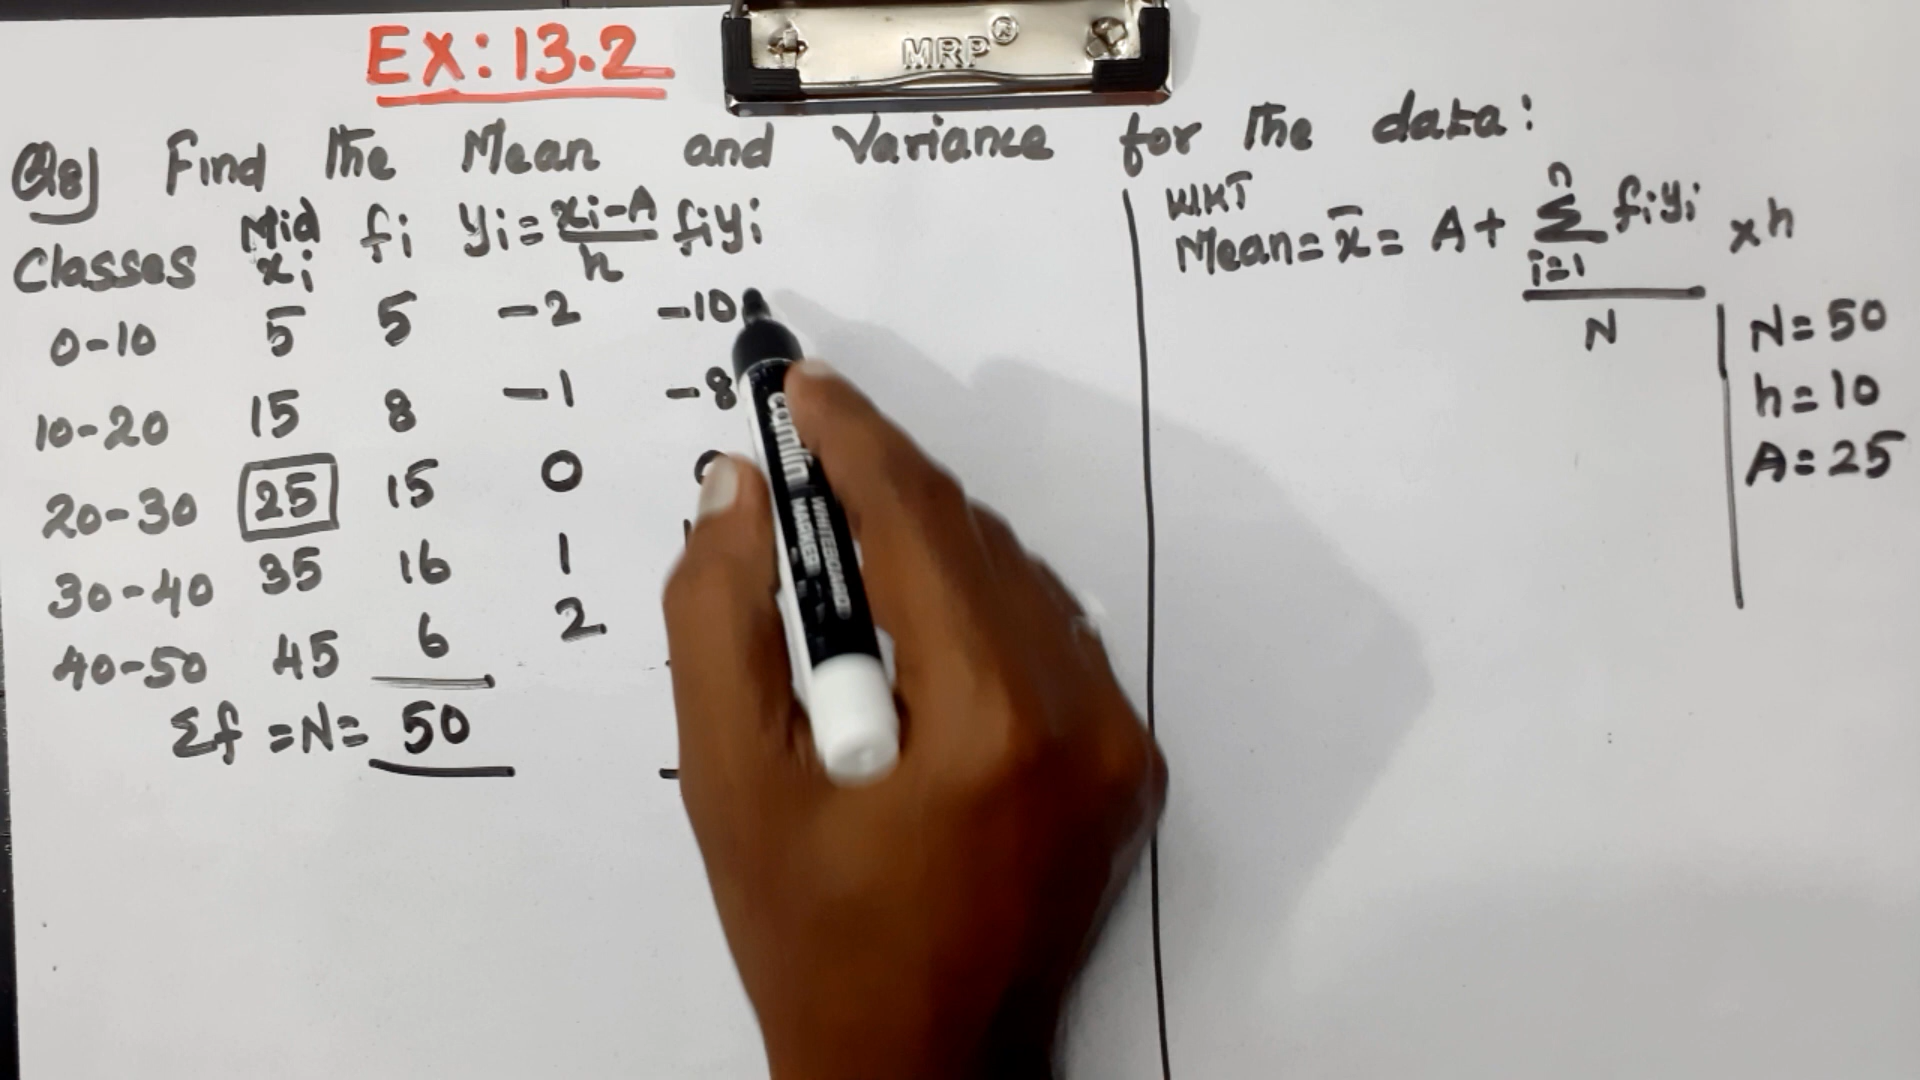 EX: 13.2
MRP®
Q8) Find the Mean and Variance for the data:
Classes Mid xi fi yi = xi-A/h fiyi
0-10 5 5 -2 -10
10-20 15 8 -1 -8
20-30 25 15 0
30-40 35 16 1
40-50 45 6 2
Σf = N = 50
WKT
Mean = x̄ = A + n Σ i=1 fiyi / N × h
N = 50
h = 10
A = 25
camlin
WHITEBOARD
MARKER